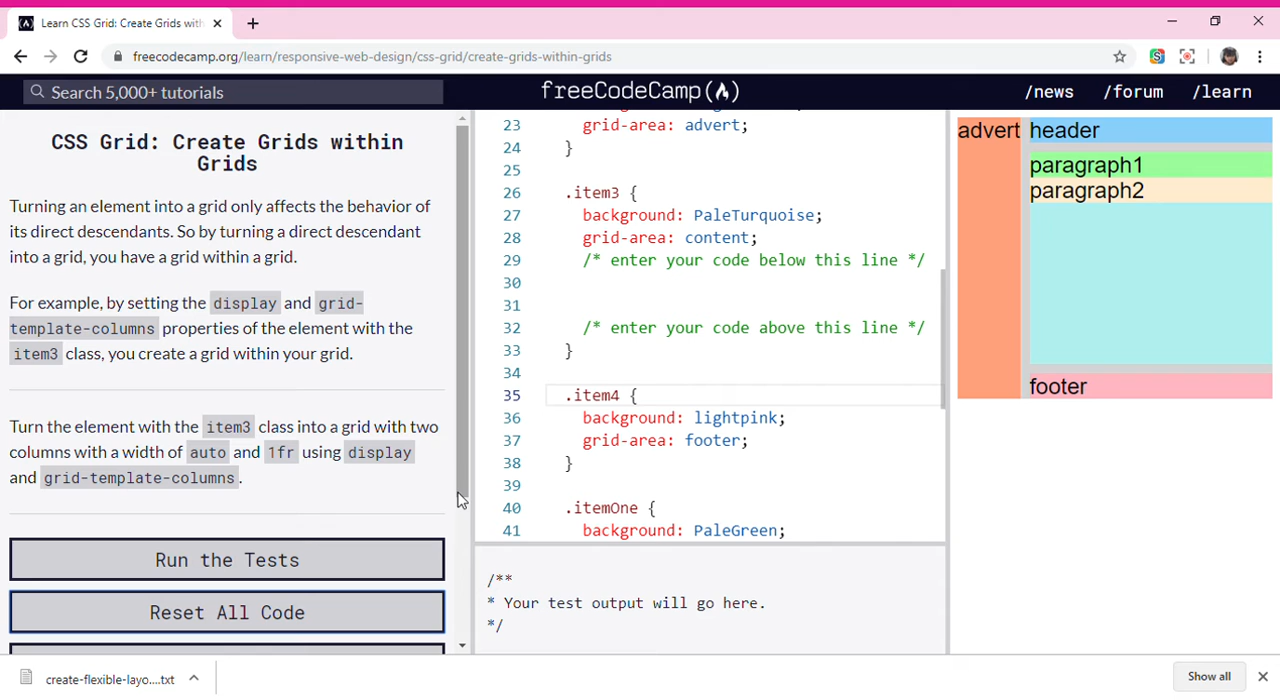 Learn CSS Grid: Create Grids with
freecodecamp.org/learn/responsive-web-design/css-grid/create-grids-within-grids
Search 5,000+ tutorials
freeCodeCamp
/news
/forum
/learn
CSS Grid: Create Grids within
Grids
Turning an element into a grid only affects the behavior of
its direct descendants. So by turning a direct descendant
into a grid, you have a grid within a grid.
For example, by setting the display and grid-
template-columns properties of the element with the
item3 class, you create a grid within your grid.
Turn the element with the item3 class into a grid with two
columns with a width of auto and 1fr using display
and grid-template-columns.
Run the Tests
Reset All Code
23 grid-area: advert;
24 }
25
26 .item3 {
27 background: PaleTurquoise;
28 grid-area: content;
29 /* enter your code below this line */
30
31
32 /* enter your code above this line */
33 }
34
35 .item4 {
36 background: lightpink;
37 grid-area: footer;
38 }
39
40 .itemOne {
41 background: PaleGreen;
/**
* Your test output will go here.
*/
advert
header
paragraph1
paragraph2
footer
create-flexible-layo....txt
Show all